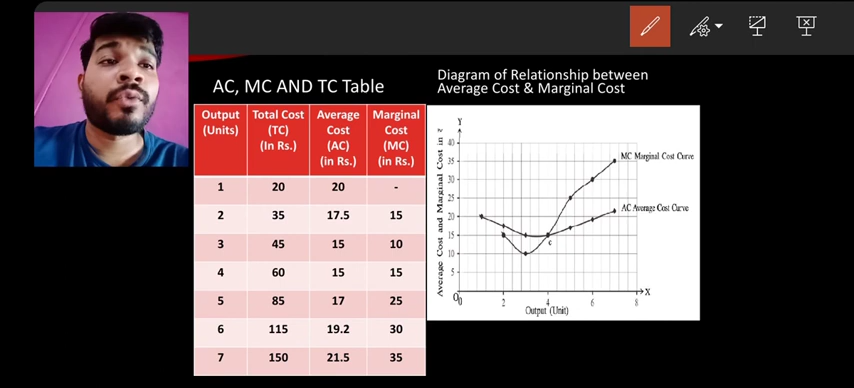 AC, MC AND TC Table
Output (Units) Total Cost (TC) (In Rs.) Average Cost (AC) (in Rs.) Marginal Cost (MC) (in Rs.)
1 20 20 -
2 35 17.5 15
3 45 15 10
4 60 15 15
5 85 17 25
6 115 19.2 30
7 150 21.5 35
Diagram of Relationship between
Average Cost & Marginal Cost
Y
Average Cost and Marginal Cost in ₹
40
35
30
25
20
15
10
5
0
0 2 4 6 8 X
Output (Unit)
MC Marginal Cost Curve
AC Average Cost Curve
c